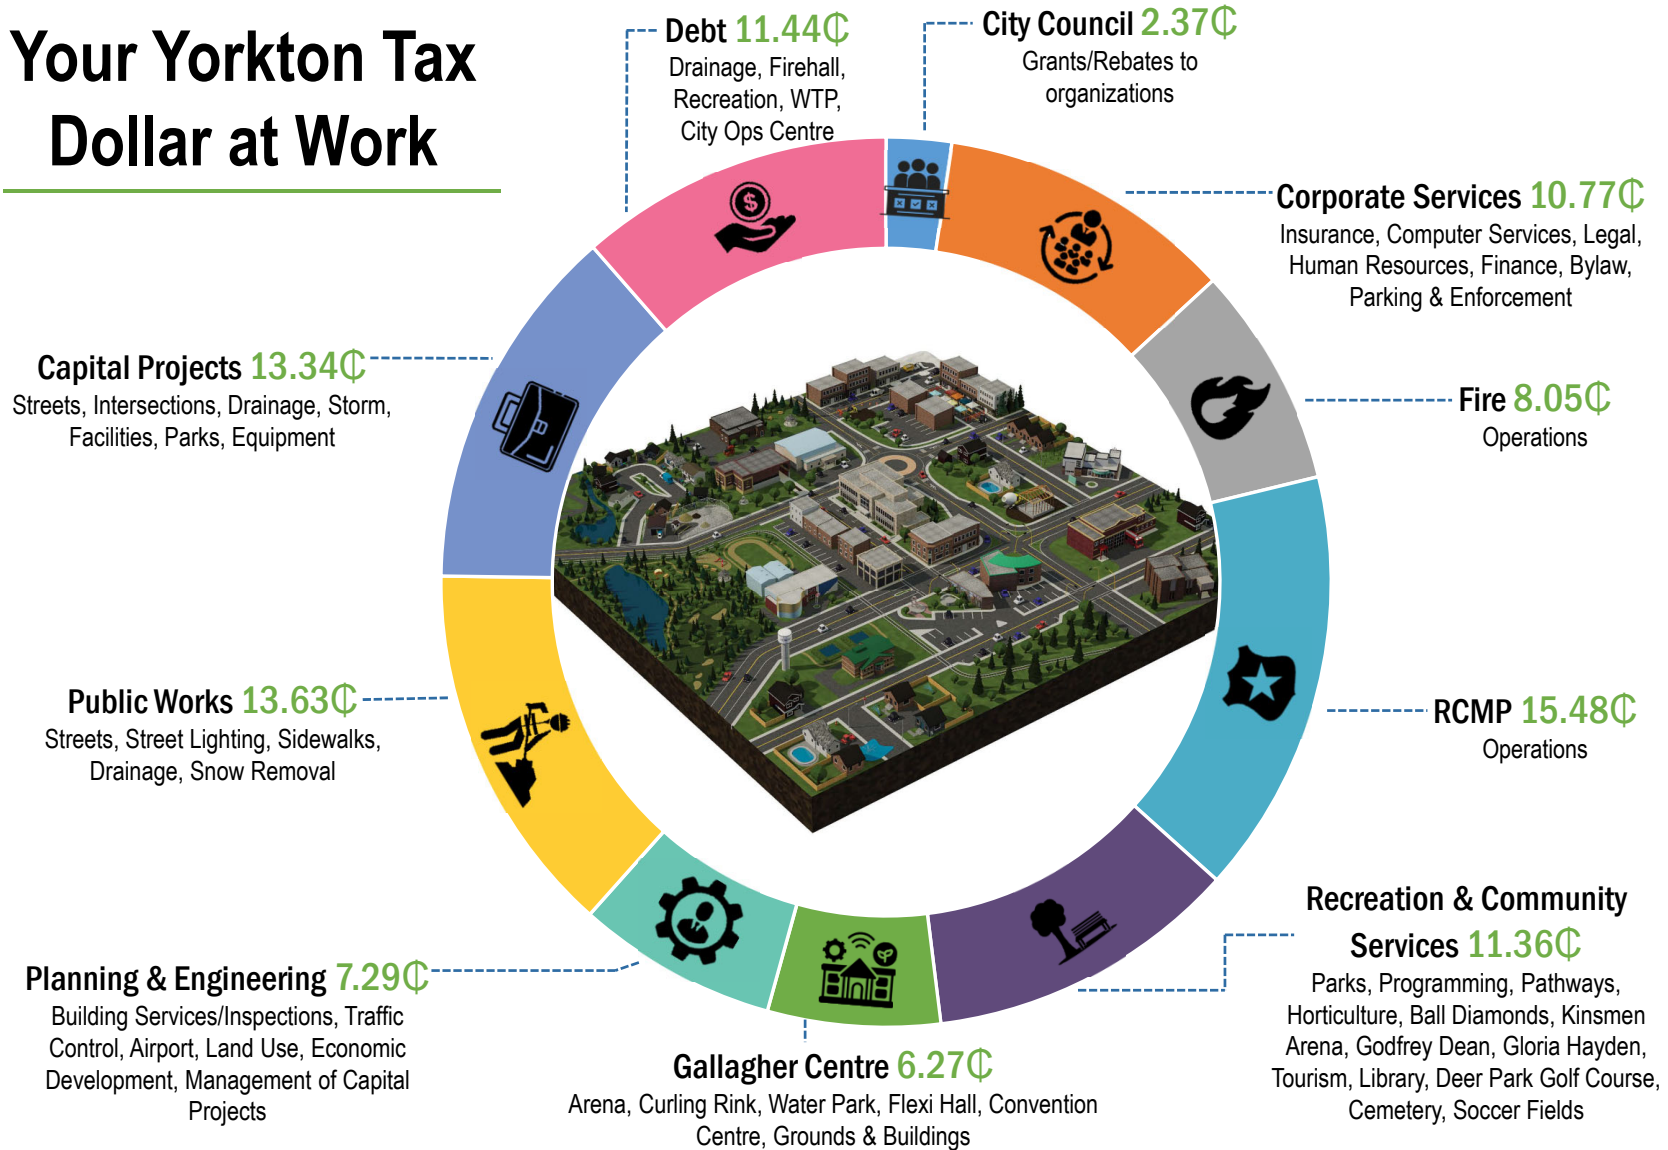 Your Yorkton Tax
Dollar at Work
Debt 11.44₵
Drainage, Firehall,
Recreation, WTP,
City Ops Centre
City Council 2.37₵
Grants/Rebates to
organizations
Corporate Services 10.77₵
Insurance, Computer Services, Legal,
Human Resources, Finance, Bylaw,
Parking & Enforcement
Fire 8.05₵
Operations
RCMP 15.48₵
Operations
Recreation & Community
Services 11.36₵
Parks, Programming, Pathways,
Horticulture, Ball Diamonds, Kinsmen
Arena, Godfrey Dean, Gloria Hayden,
Tourism, Library, Deer Park Golf Course,
Cemetery, Soccer Fields
Gallagher Centre 6.27₵
Arena, Curling Rink, Water Park, Flexi Hall, Convention
Centre, Grounds & Buildings
Planning & Engineering 7.29₵
Building Services/Inspections, Traffic
Control, Airport, Land Use, Economic
Development, Management of Capital
Projects
Public Works 13.63₵
Streets, Street Lighting, Sidewalks,
Drainage, Snow Removal
Capital Projects 13.34₵
Streets, Intersections, Drainage, Storm,
Facilities, Parks, Equipment